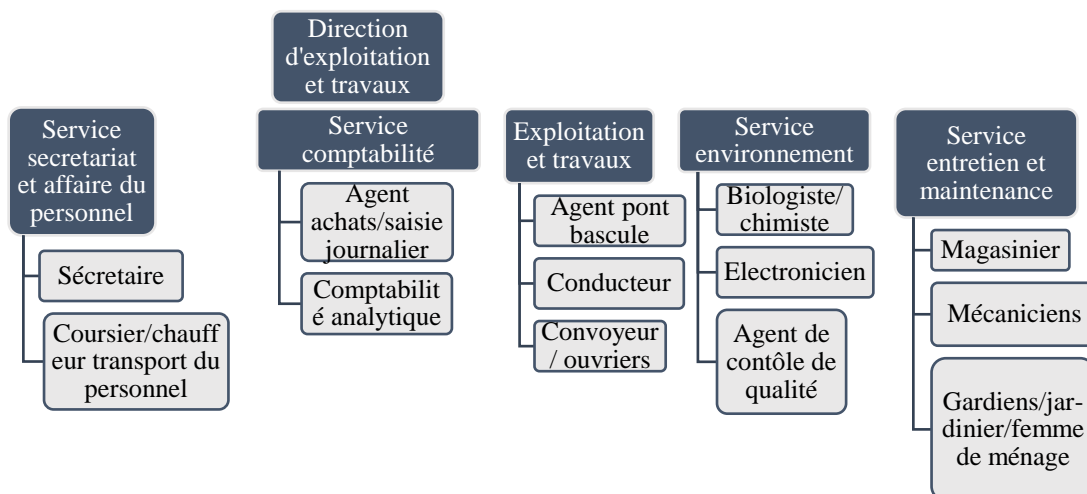 Direction
d'exploitation
et travaux
Service
secretariat
et affaire du
personnel
Sécretaire
Coursier/chauff
eur transport du
personnel
Service
comptabilité
Agent
achats/saisie
journalier
Comptabilit
é analytique
Exploitation
et travaux
Agent pont
bascule
Conducteur
Convoyeur
/ ouvriers
Service
environnement
Biologiste/
chimiste
Electronicien
Agent de
contôle de
qualité
Service
entretien et
maintenance
Magasinier
Mécaniciens
Gardiens/jar-
dinier/femme
de ménage